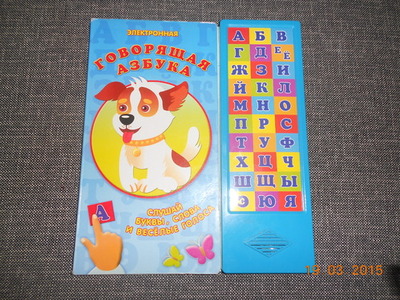 ЭЛЕКТРОННАЯ
ГОВОРЯЩАЯ
АЗБУКА
А
СЛУШАЙ
БУКВЫ, СЛОВА
И ВЕСЁЛЫЕ ГОЛОСА
А Б В
Г Д Е Ё
Ж З И
Й К Л
М Н О
П Р С
Т У Ф
Х Ц Ч
Ш Щ Ы
Э Ю Я
19 03 2015